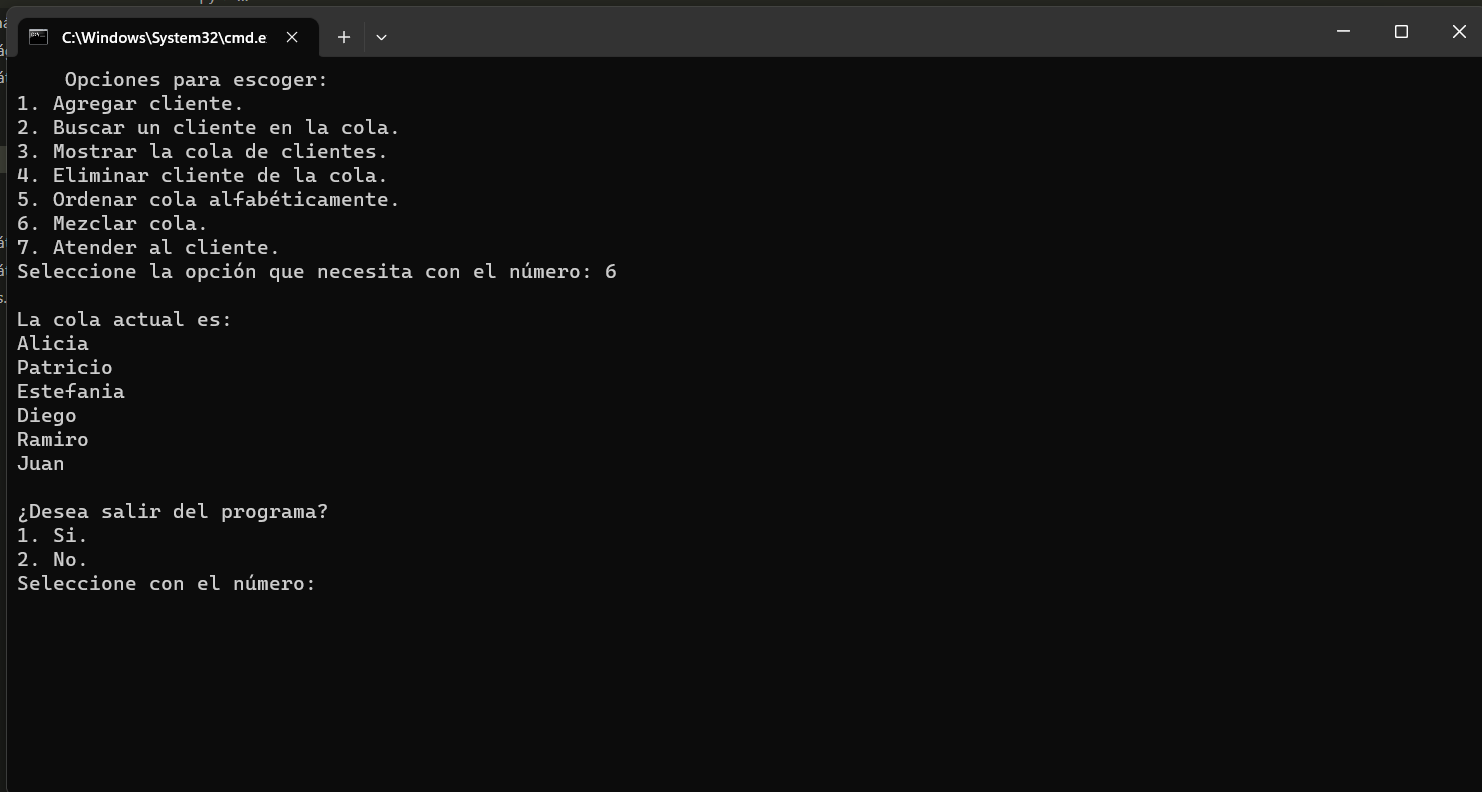 C:\Windows\System32\cmd.e
Opciones para escoger:
1. Agregar cliente.
2. Buscar un cliente en la cola.
3. Mostrar la cola de clientes.
4. Eliminar cliente de la cola.
5. Ordenar cola alfabéticamente.
6. Mezclar cola.
7. Atender al cliente.
Seleccione la opción que necesita con el número: 6
La cola actual es:
Alicia
Patricio
Estefania
Diego
Ramiro
Juan
¿Desea salir del programa?
1. Si.
2. No.
Seleccione con el número: